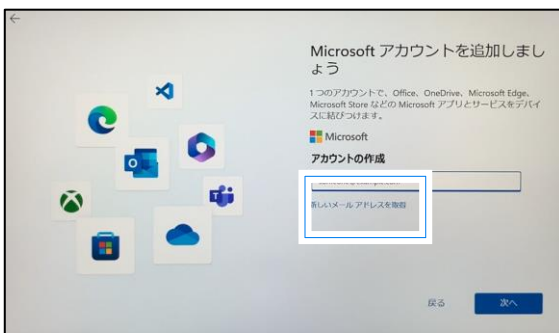 Microsoft アカウントを追加しまし
ょう
1 つのアカウントで、Office、OneDrive、Microsoft Edge、
Microsoft Store などの Microsoft アプリとサービスをデバイ
スに結びつけます。
Microsoft
アカウントの作成
新しいメール アドレスを取得
戻る
次へ